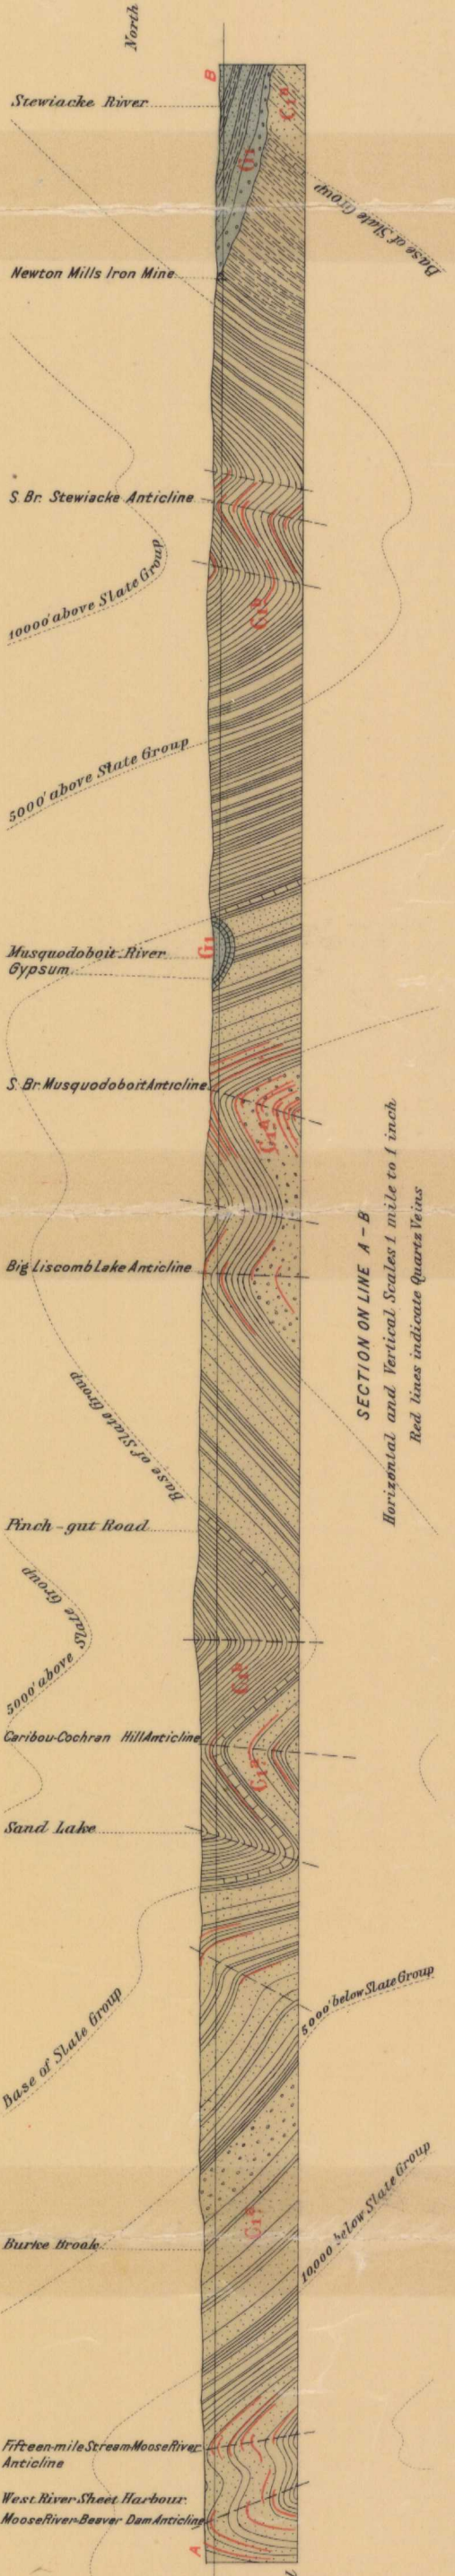 North
B
Stewiacke River
G1
Base of Slate Group
Newton Mills Iron Mine
S. Br. Stewiacke Anticline
10000' above Slate Group
5000' above Slate Group
G1
Musquodoboit River
Gypsum
S. Br. Musquodoboit Anticline
Big Liscomb Lake Anticline
SECTION ON LINE A-B
Horizontal and Vertical Scales 1 mile to 1 inch
Red lines indicate Quartz Veins
Base of Slate Group
Pinch-gut Road
5000' above Slate Group
Caribou-Cochran Hill Anticline
Sand Lake
5000' below Slate Group
Base of Slate Group
10,000' below Slate Group
Burke Brook
Fifteen-mile Stream-Moose River
Anticline
West River Sheet Harbour
Moose River-Beaver Dam Anticline
A